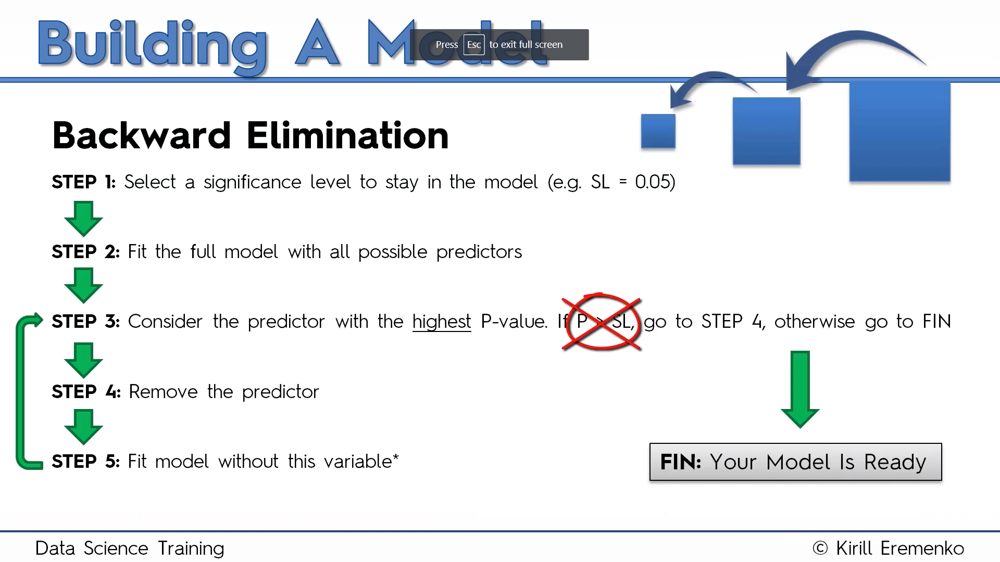 Building A Model
Press Esc to exit full screen
Backward Elimination
STEP 1: Select a significance level to stay in the model (e.g. SL = 0.05)
STEP 2: Fit the full model with all possible predictors
STEP 3: Consider the predictor with the highest P-value. If P > SL, go to STEP 4, otherwise go to FIN
STEP 4: Remove the predictor
STEP 5: Fit model without this variable*
FIN: Your Model Is Ready
Data Science Training
© Kirill Eremenko